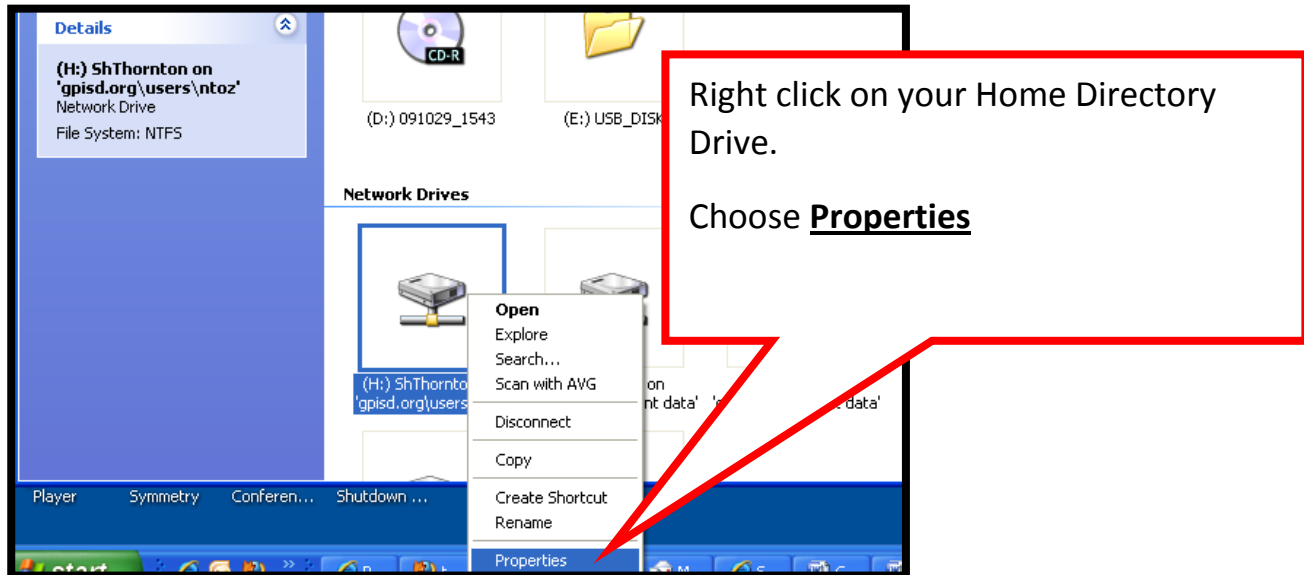 Details
(H:) ShThornton on
'gpisd.org\users\ntoz'
Network Drive
File System: NTFS
CD-R
(D:) 091029_1543
(E:) USB_DISK
Right click on your Home Directory
Drive.
Choose Properties
Network Drives
(H:) ShThornto
'gpisd.org\users
on
nt data'
data'
Open
Explore
Search...
Scan with AVG
Disconnect
Copy
Create Shortcut
Rename
Properties
Player
Symmetry
Conferen...
Shutdown ...
start